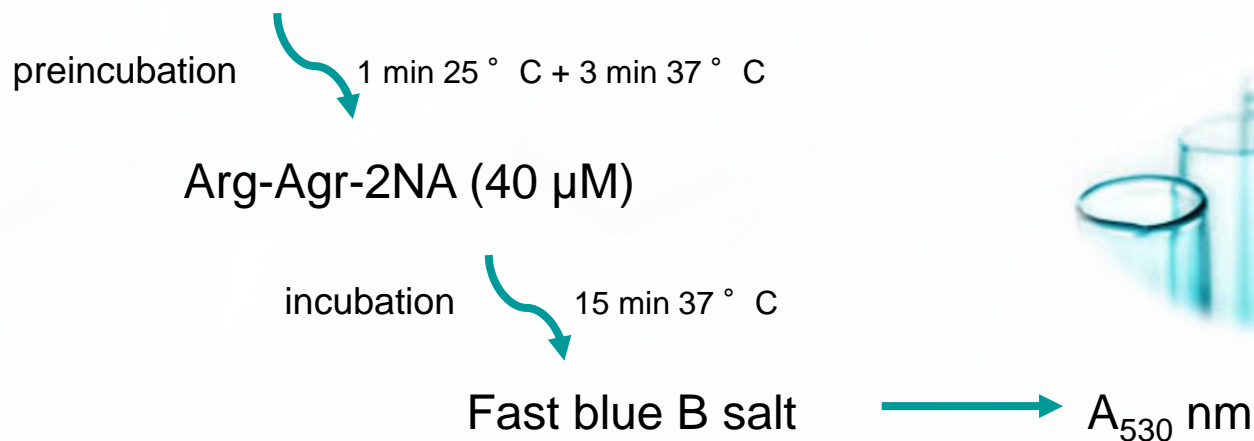 preincubation 1 min 25 ° C + 3 min 37 ° C
Arg-Agr-2NA (40 μM)
incubation 15 min 37 ° C
Fast blue B salt A₅₃₀ nm